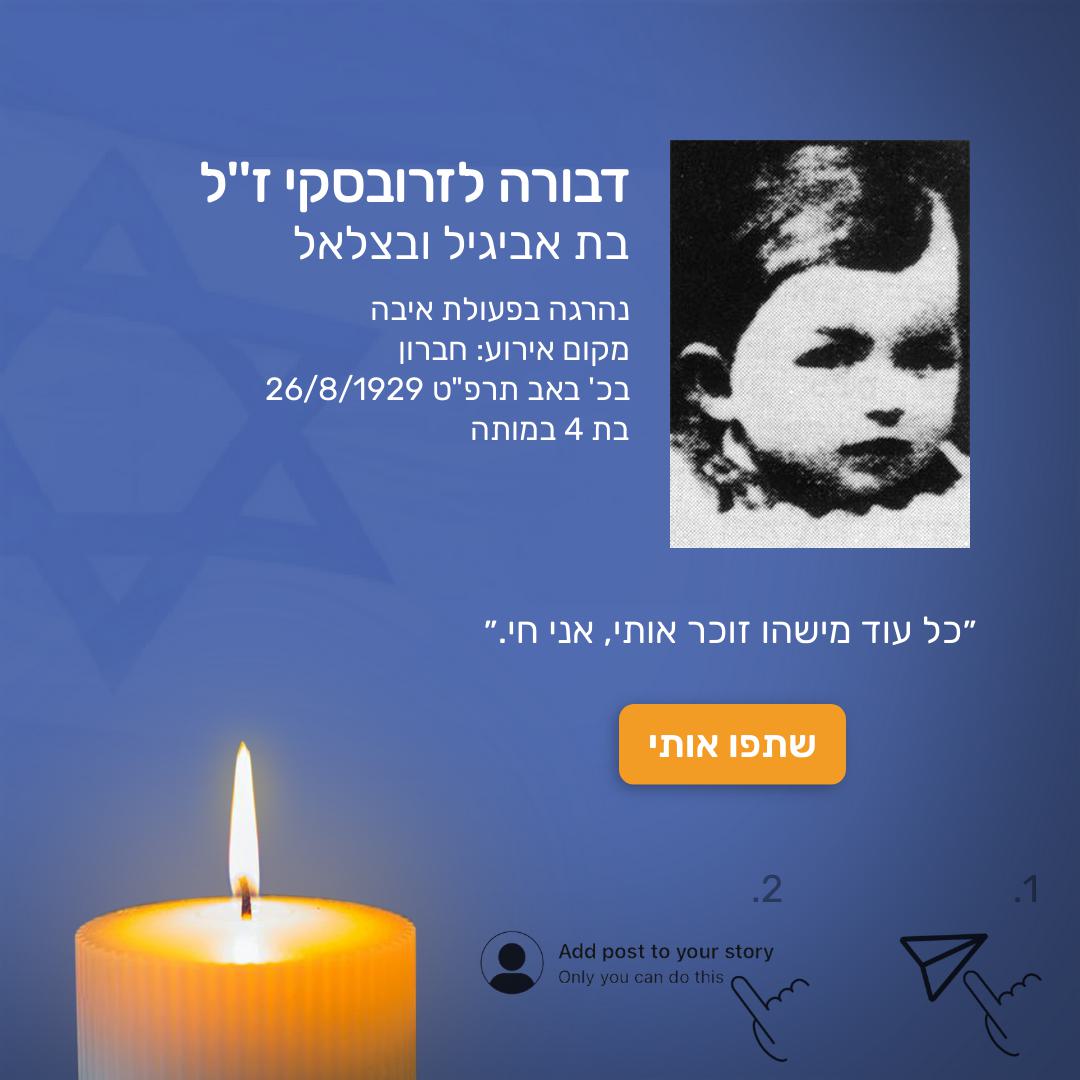 דבורה לזרובסקי ז"ל
בת אביגיל ובצלאל
נהרגה בפעולת איבה
מקום אירוע: חברון
בכ' באב תרפ"ט 26/8/1929
בת 4 במותה
״כל עוד מישהו זוכר אותי, אני חי.״
שתפו אותי
.1
.2
Add post to your story
Only you can do this